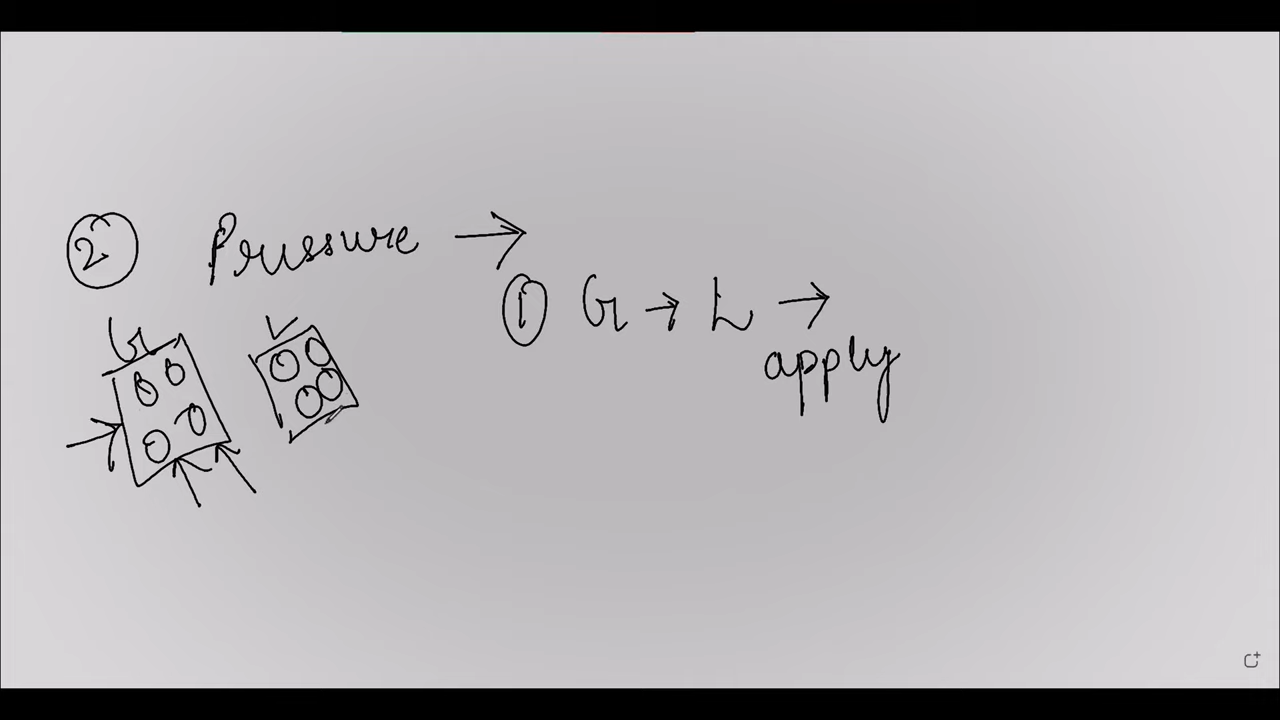 ② Pressure →
① G → L →
apply
G